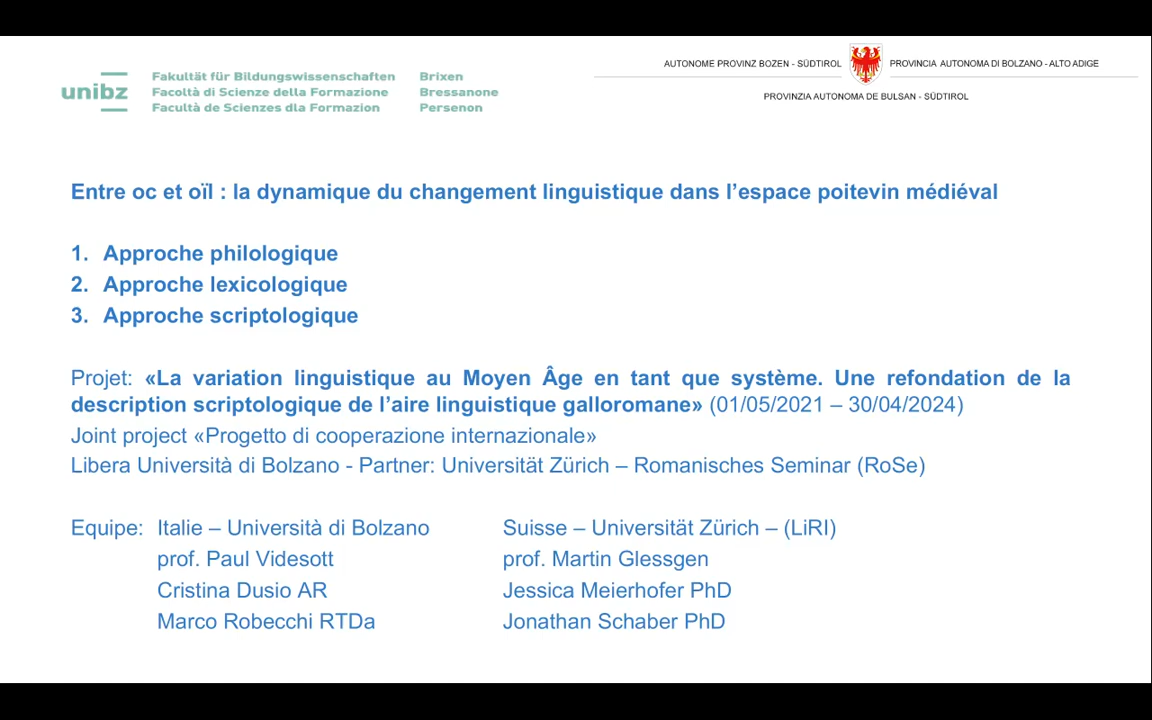 unibz
Fakultät für Bildungswissenschaften Brixen
Facoltà di Scienze della Formazione Bressanone
Facultà de Scienzes dla Formazion Persenon
AUTONOME PROVINZ BOZEN - SÜDTIROL PROVINCIA AUTONOMA DI BOLZANO - ALTO ADIGE
PROVINZIA AUTONOMA DE BULSAN - SÜDTIROL
Entre oc et oïl : la dynamique du changement linguistique dans l’espace poitevin médiéval
1. Approche philologique
2. Approche lexicologique
3. Approche scriptologique
Projet: «La variation linguistique au Moyen Âge en tant que système. Une refondation de la
description scriptologique de l’aire linguistique galloromane» (01/05/2021 – 30/04/2024)
Joint project «Progetto di cooperazione internazionale»
Libera Università di Bolzano - Partner: Universität Zürich – Romanisches Seminar (RoSe)
Equipe: Italie – Università di Bolzano Suisse – Universität Zürich – (LiRI)
prof. Paul Videsott prof. Martin Glessgen
Cristina Dusio AR Jessica Meierhofer PhD
Marco Robecchi RTDa Jonathan Schaber PhD